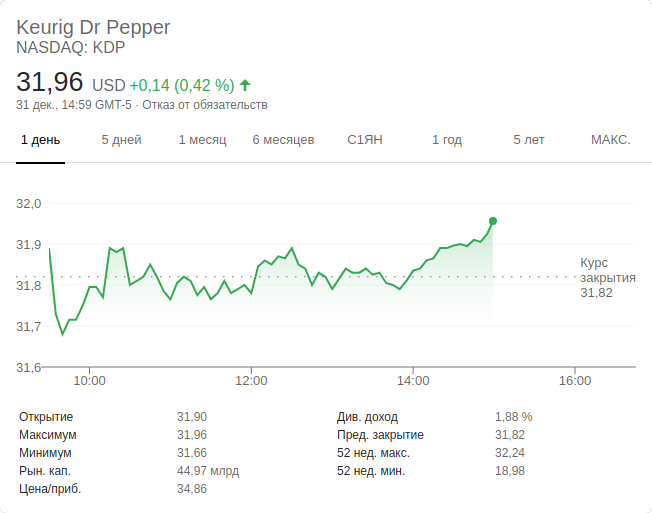 Keurig Dr Pepper
NASDAQ: KDP
31,96 USD +0,14 (0,42 %)
31 дек., 14:59 GMT-5 · Отказ от обязательств
1 день 5 дней 1 месяц 6 месяцев С1ЯН 1 год 5 лет МАКС.
32,0
31,9
31,8
31,7
31,6
Курс
закрытия
31,82
10:00 12:00 14:00 16:00
Открытие 31,90
Максимум 31,96
Минимум 31,66
Рын. кап. 44,97 млрд
Цена/приб. 34,86
Див. доход 1,88 %
Пред. закрытие 31,82
52 нед. макс. 32,24
52 нед. мин. 18,98